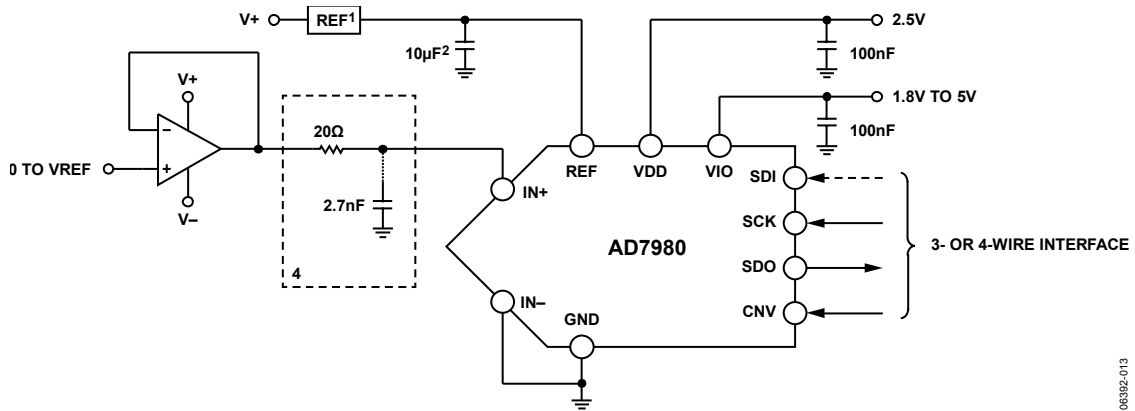 V+ REF1 10µF2 2.5V 100nF
1.8V TO 5V 100nF
V+
–
+
V–
0 TO VREF
20Ω
2.7nF
4
REF VDD VIO
IN+
IN–
GND
AD7980
SDI
SCK
SDO
CNV
3- OR 4-WIRE INTERFACE
06392-013